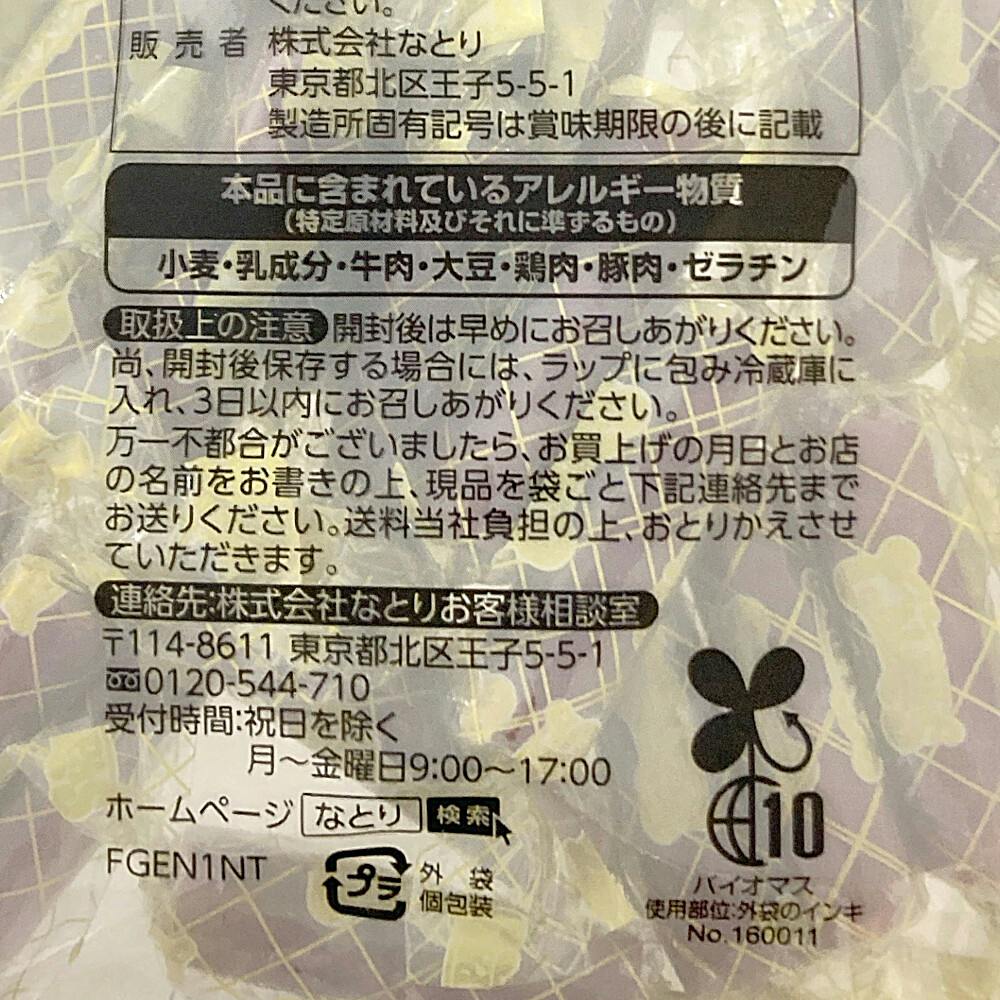 ください。
販売者 株式会社なとり
東京都北区王子5-5-1
製造所固有記号は賞味期限の後に記載
本品に含まれているアレルギー物質
(特定原材料及びそれに準ずるもの)
小麦・乳成分・牛肉・大豆・鶏肉・豚肉・ゼラチン
取扱上の注意 開封後は早めにお召しあがりください。
尚、開封後保存する場合には、ラップに包み冷蔵庫に
入れ、3日以内にお召しあがりください。
万一不都合がございましたら、お買上げの月日とお店
の名前をお書きの上、現品を袋ごと下記連絡先まで
お送りください。送料当社負担の上、おとりかえさせ
ていただきます。
連絡先:株式会社なとりお客様相談室
〒114-8611 東京都北区王子5-5-1
0120-544-710
受付時間:祝日を除く
月〜金曜日9:00〜17:00
ホームページ なとり 検索
FGEN1NT
プラ 外袋
個包装
10
バイオマス
使用部位:外袋のインキ
No.160011